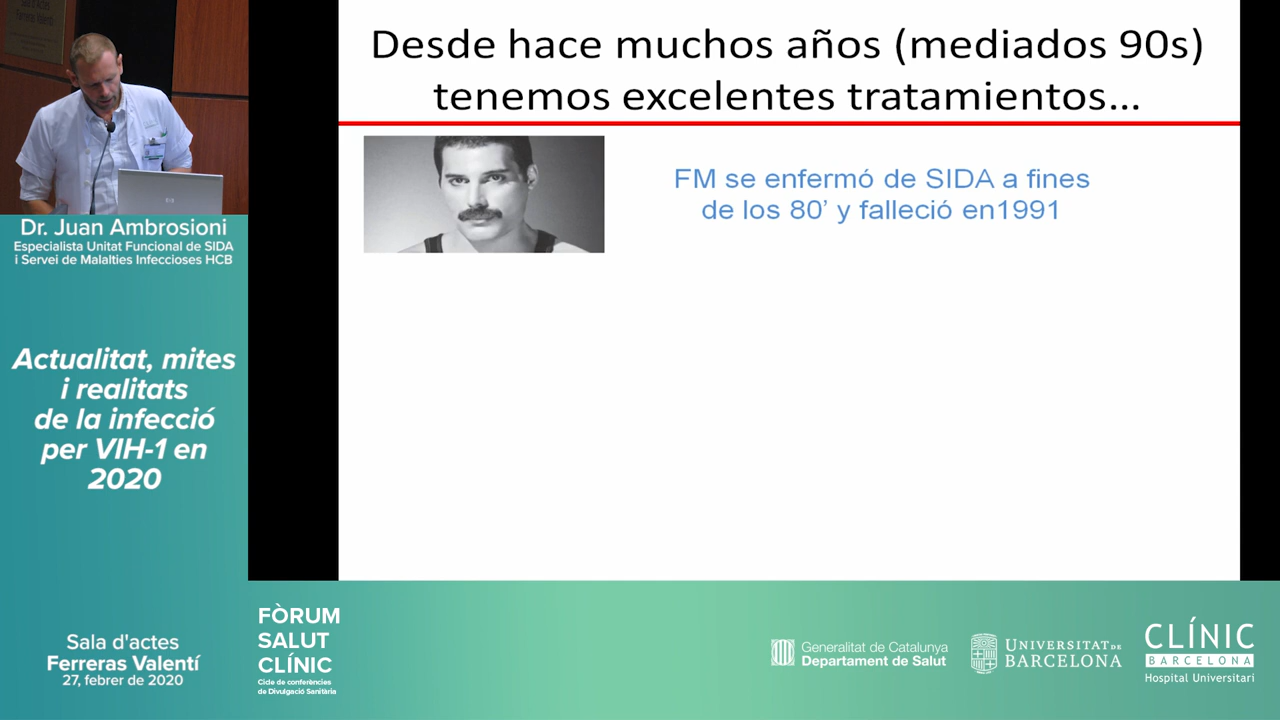 Desde hace muchos años (mediados 90s)
tenemos excelentes tratamientos...
FM se enfermó de SIDA a fines
de los 80’ y falleció en1991
Dr. Juan Ambrosioni
Especialista Unitat Funcional de SIDA
i Servei de Malalties Infeccioses HCB
Actualitat, mites
i realitats
de la infecció
per VIH-1 en
2020
Sala d'actes
Ferreras Valentí
27, febrer de 2020
FÒRUM
SALUT
CLÍNIC
Cicle de conferències
de Divulgació Sanitària
Generalitat de Catalunya
Departament de Salut
UNIVERSITAT DE
BARCELONA
CLÍNIC
BARCELONA
Hospital Universitari